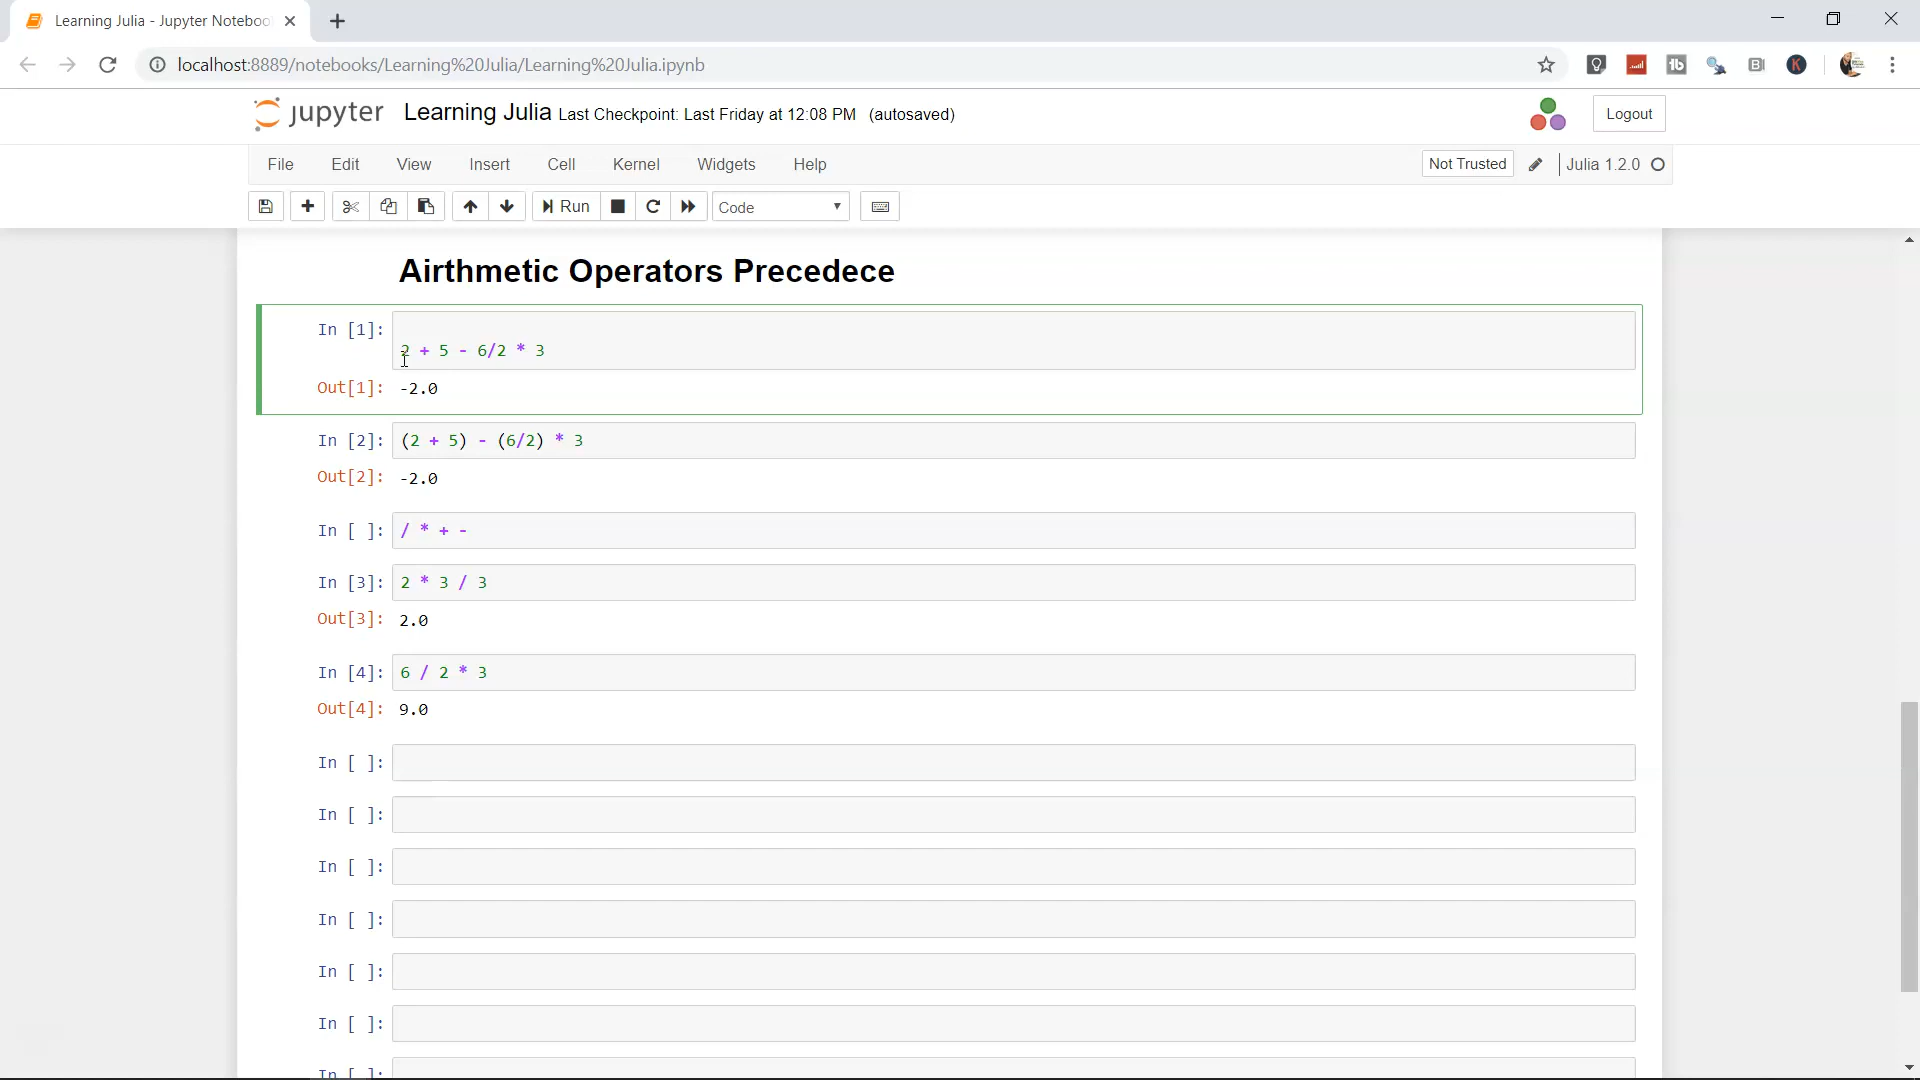 Learning Julia - Jupyter Noteboo
localhost:8889/notebooks/Learning%20Julia/Learning%20Julia.ipynb
jupyter Learning Julia Last Checkpoint: Last Friday at 12:08 PM (autosaved)
Logout
File Edit View Insert Cell Kernel Widgets Help
Not Trusted Julia 1.2.0
Run Code
Airthmetic Operators Precedece
In [1]:
2 + 5 - 6/2 * 3
Out[1]: -2.0
In [2]: (2 + 5) - (6/2) * 3
Out[2]: -2.0
In [ ]: / * + -
In [3]: 2 * 3 / 3
Out[3]: 2.0
In [4]: 6 / 2 * 3
Out[4]: 9.0
In [ ]:
In [ ]:
In [ ]:
In [ ]:
In [ ]:
In [ ]:
In [ ]: